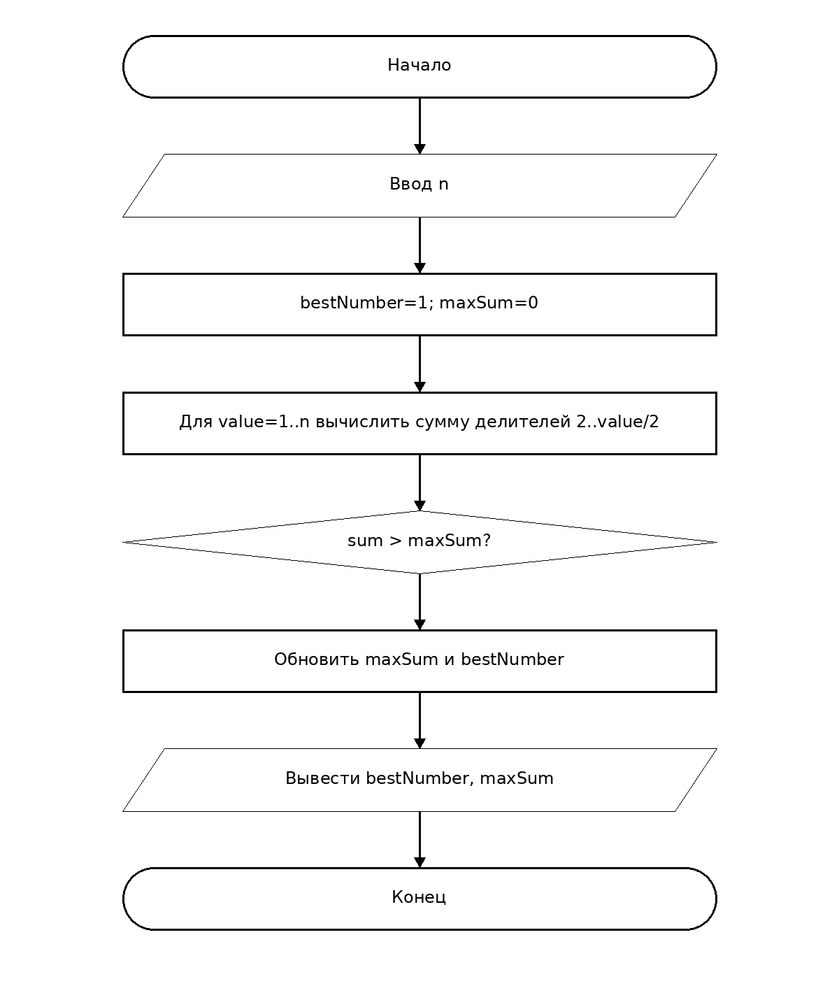 Начало
Ввод n
bestNumber=1; maxSum=0
Для value=1..n вычислить сумму делителей 2..value/2
sum > maxSum?
Обновить maxSum и bestNumber
Вывести bestNumber, maxSum
Конец